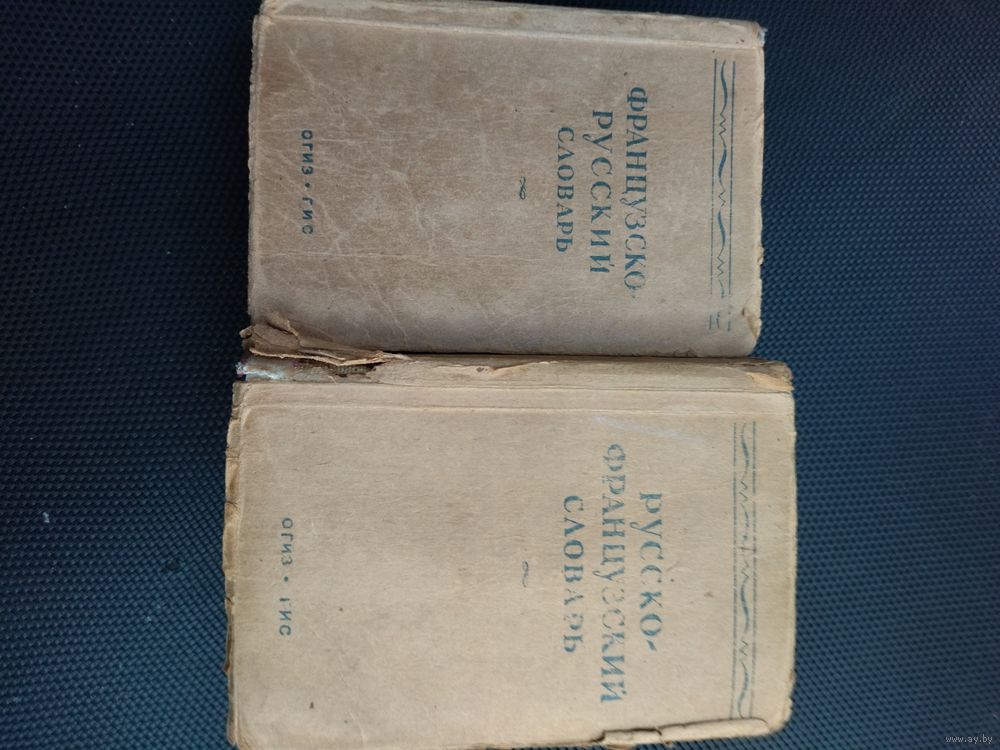 ФРАНЦУЗСКО-
РУССКИЙ
СЛОВАРЬ
ОГИЗ • ГИС
РУССКО-
ФРАНЦУЗСКИЙ
СЛОВАРЬ
ОГИЗ • ГИС
www.ay.by